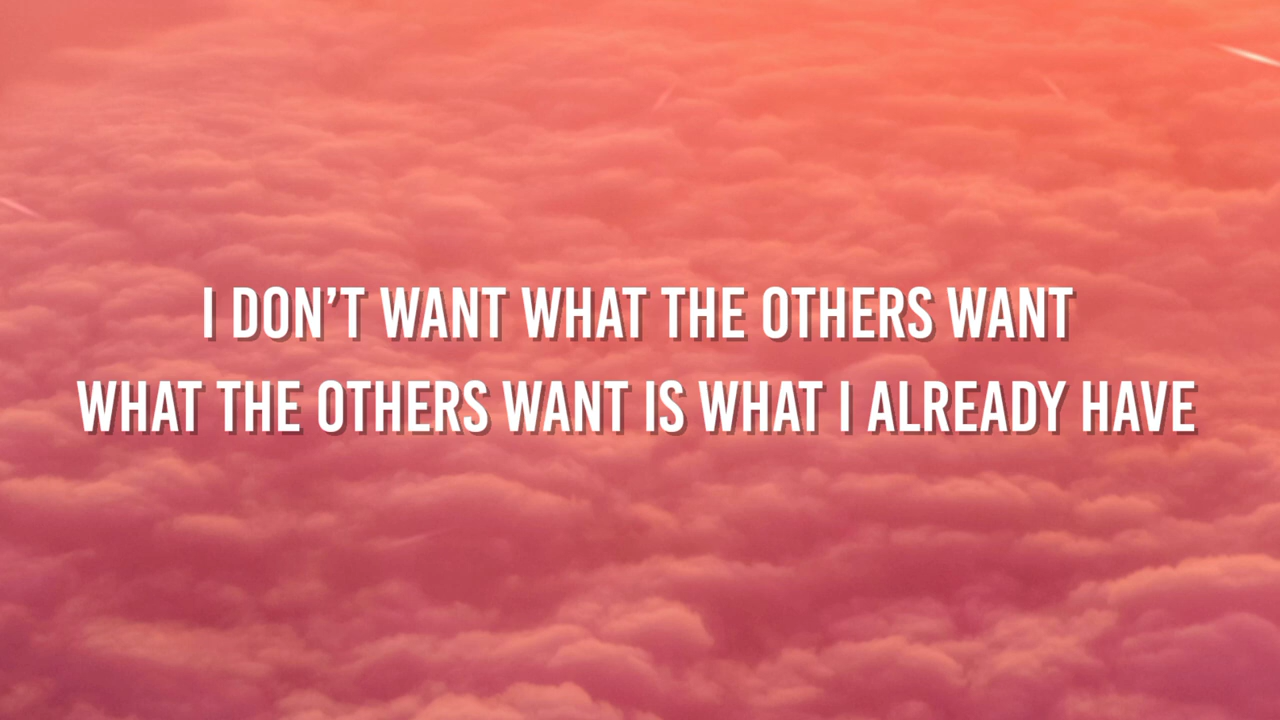 I DON’T WANT WHAT THE OTHERS WANT
WHAT THE OTHERS WANT IS WHAT I ALREADY HAVE